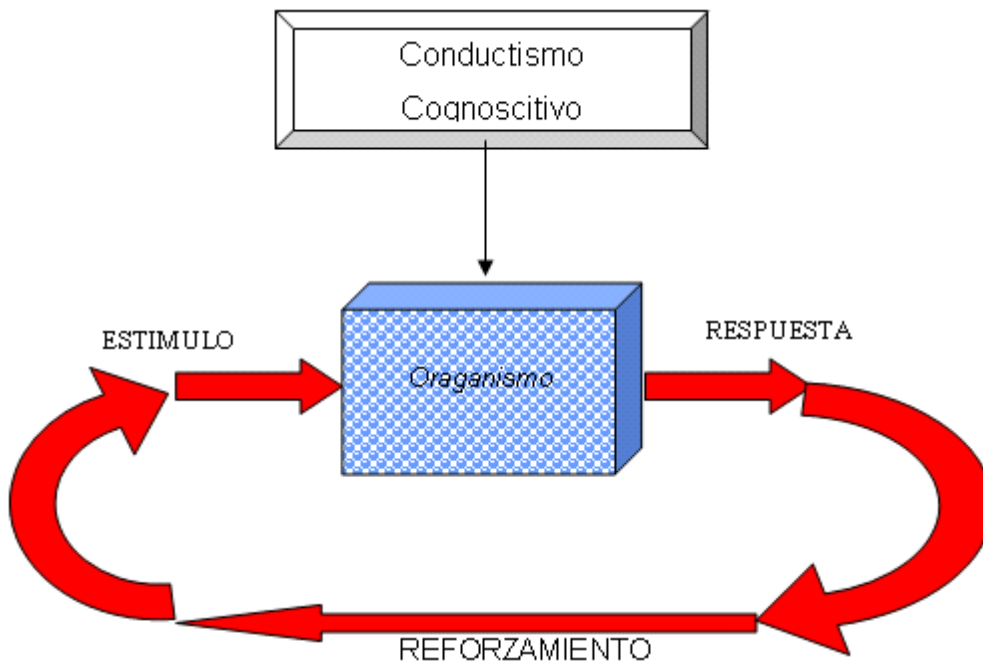 Conductismo
Cognoscitivo
ESTIMULO
RESPUESTA
Oraganismo
REFORZAMIENTO